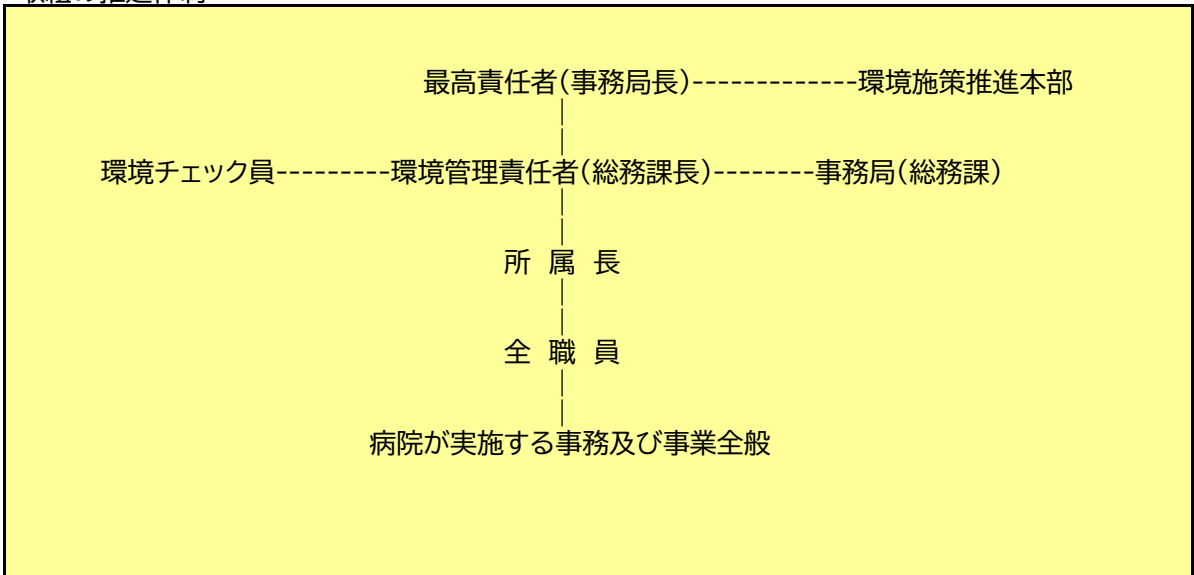 最高責任者(事務局長)-------------環境施策推進本部
環境チェック員---------環境管理責任者(総務課長)--------事務局(総務課)
所 属 長
全 職 員
病院が実施する事務及び事業全般